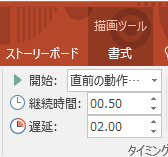 描画ツール
ストーリーボード 書式
開始: 直前の動作…
継続時間: 00.50
遅延: 02.00
タイミング